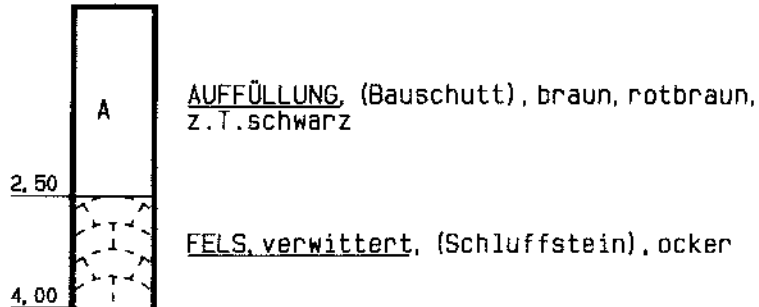 A
AUFFÜLLUNG, (Bauschutt), braun, rotbraun,
z.T.schwarz
2,50
FELS, verwittert, (Schluffstein), ocker
4,00